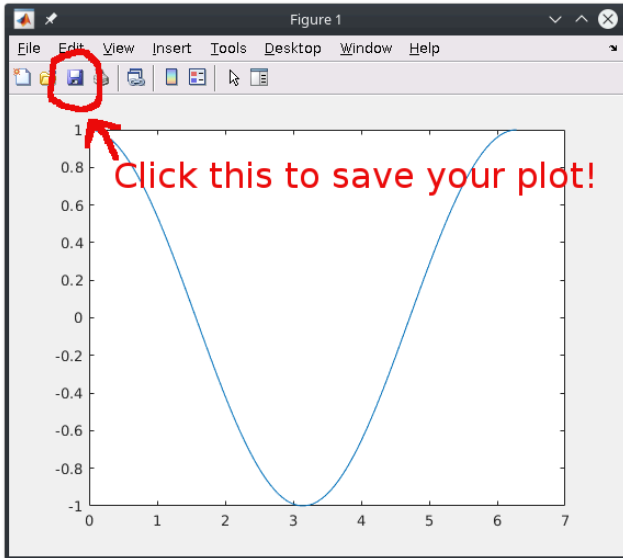 Figure 1
File Edit View Insert Tools Desktop Window Help
Click this to save your plot!
1
0.8
0.6
0.4
0.2
0
-0.2
-0.4
-0.6
-0.8
-1
0 1 2 3 4 5 6 7